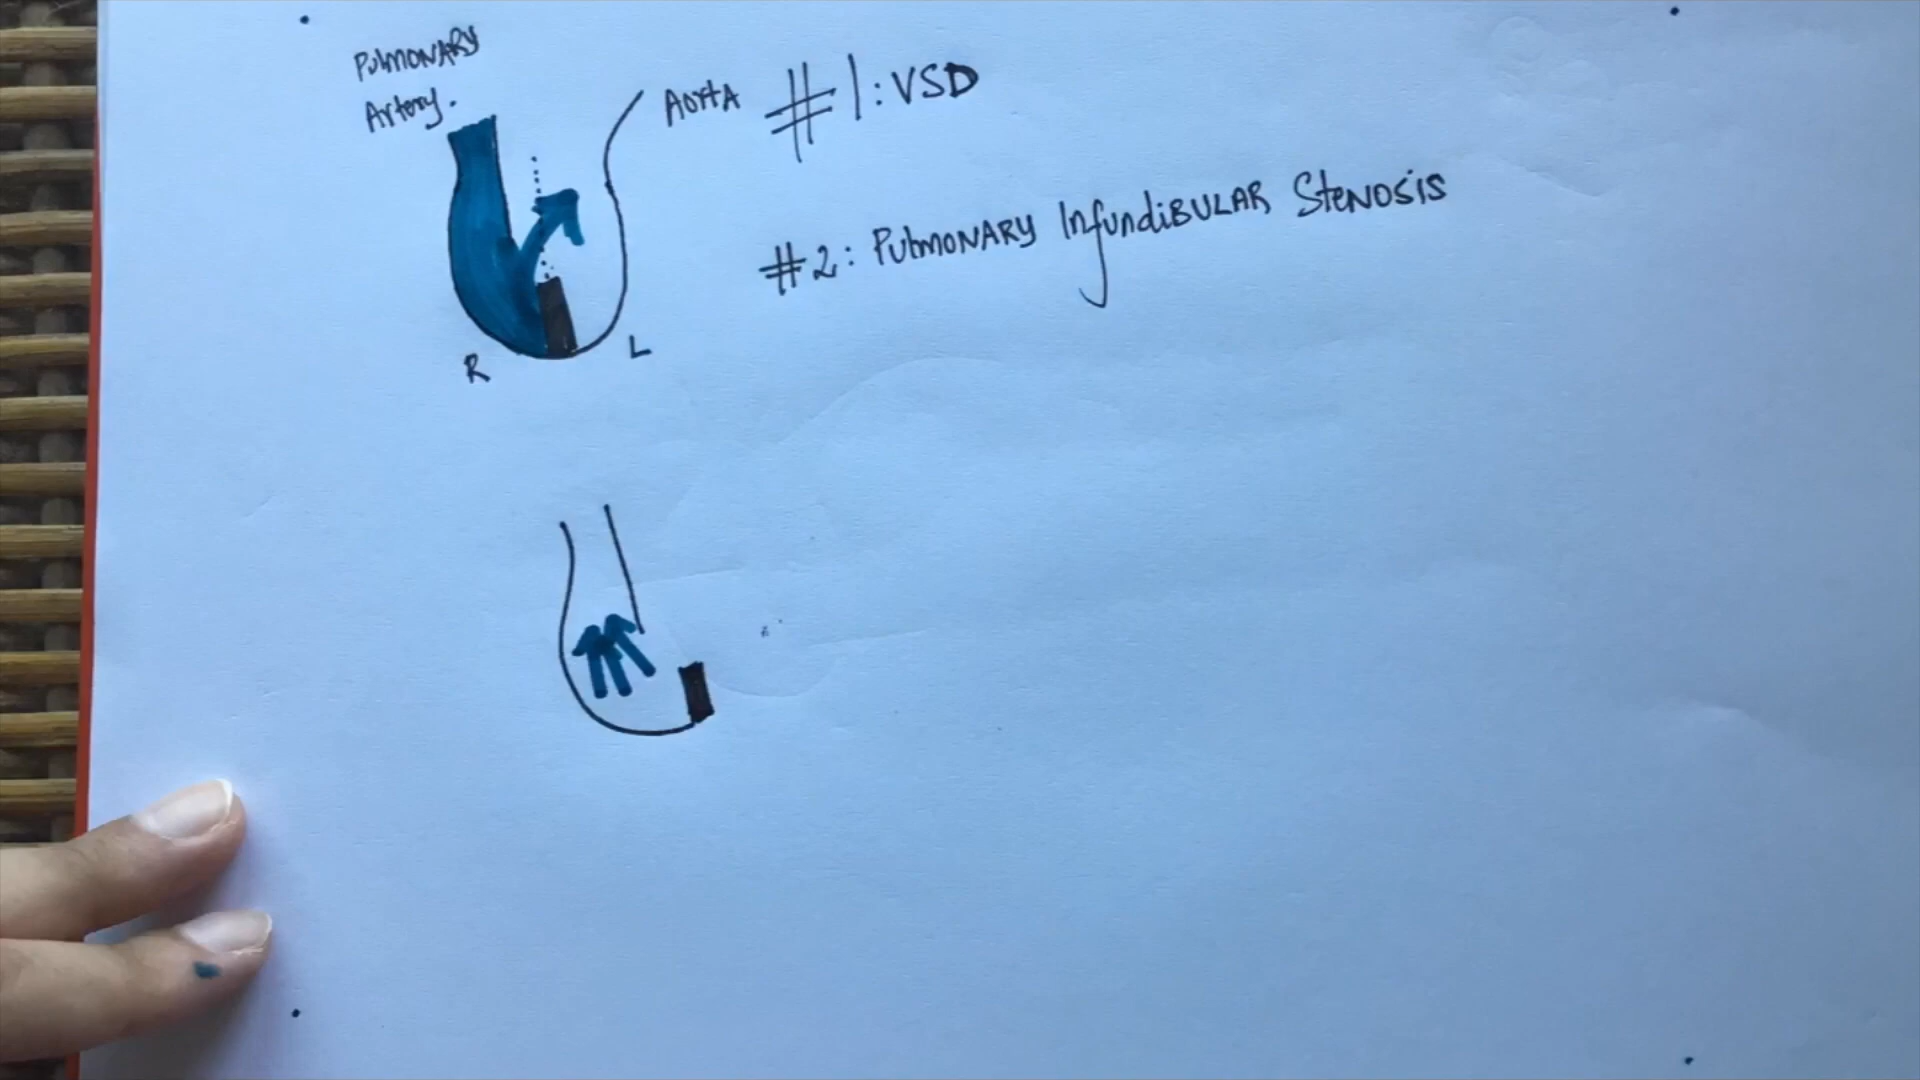 PULMONARY
Artery.
AortA
#1: VSD
#2: PULMONARY InfundiBULAR StENOSiS
R
L